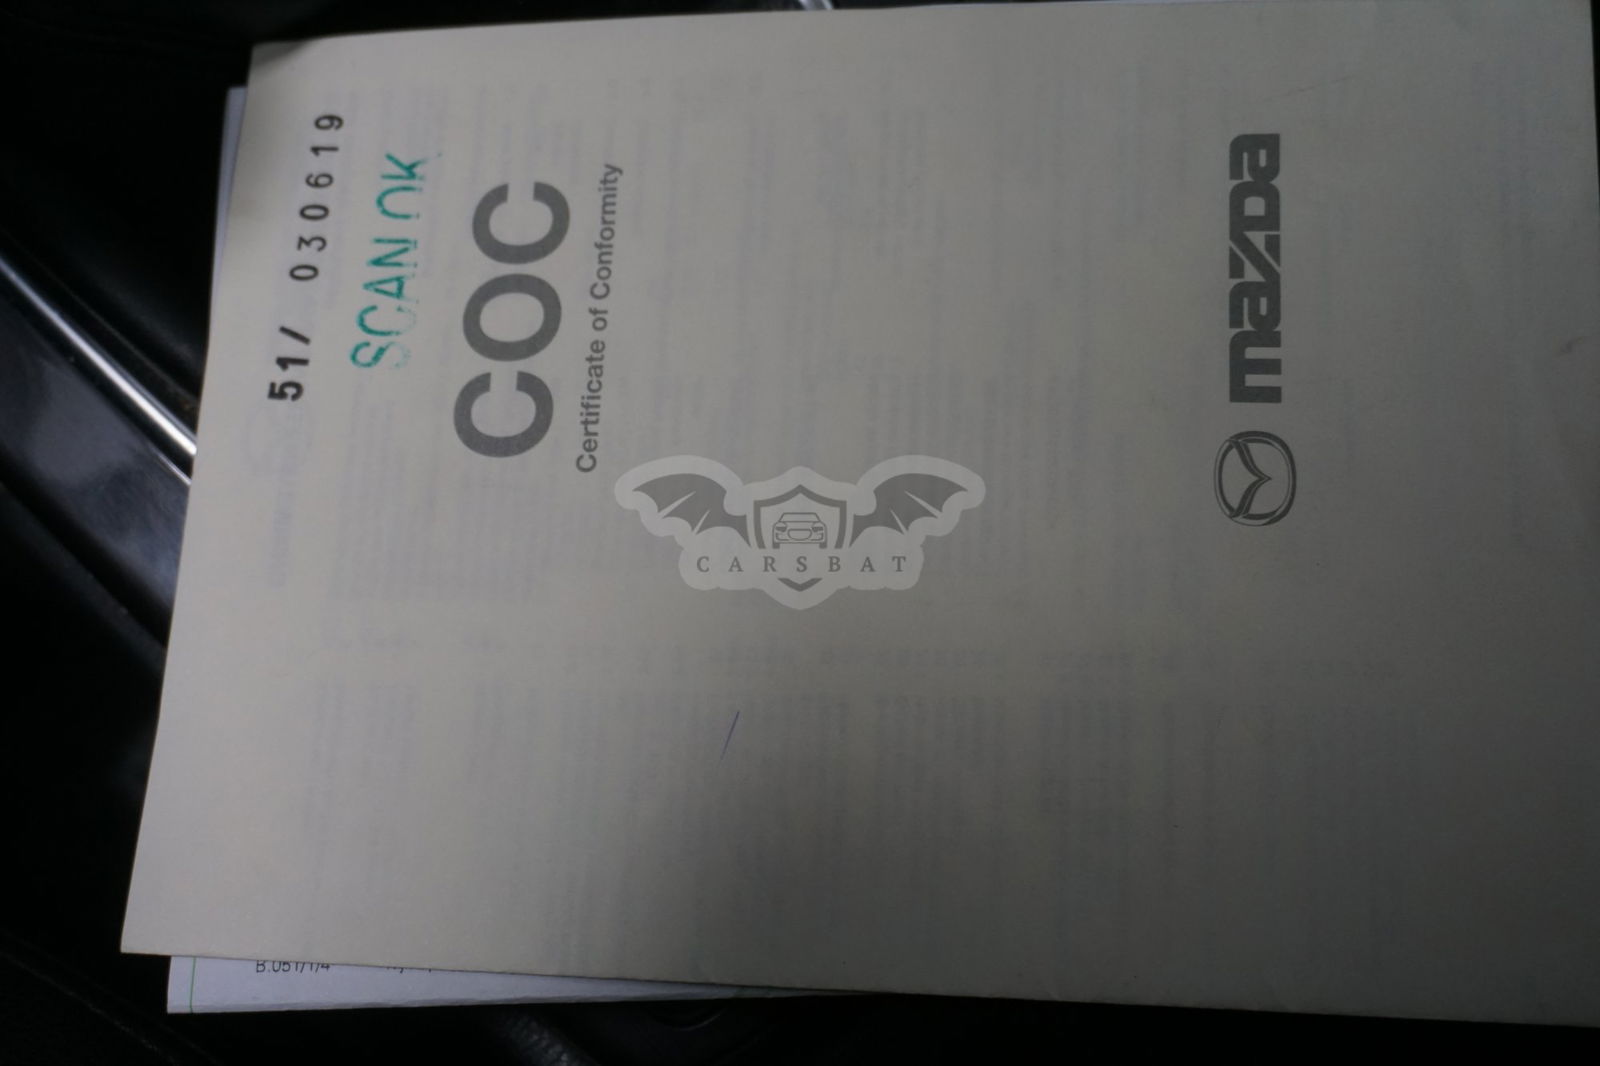 51/ 030619
SCAN OK
COC
Certificate of Conformity
mazda
CARSBAT
B.051/1/4